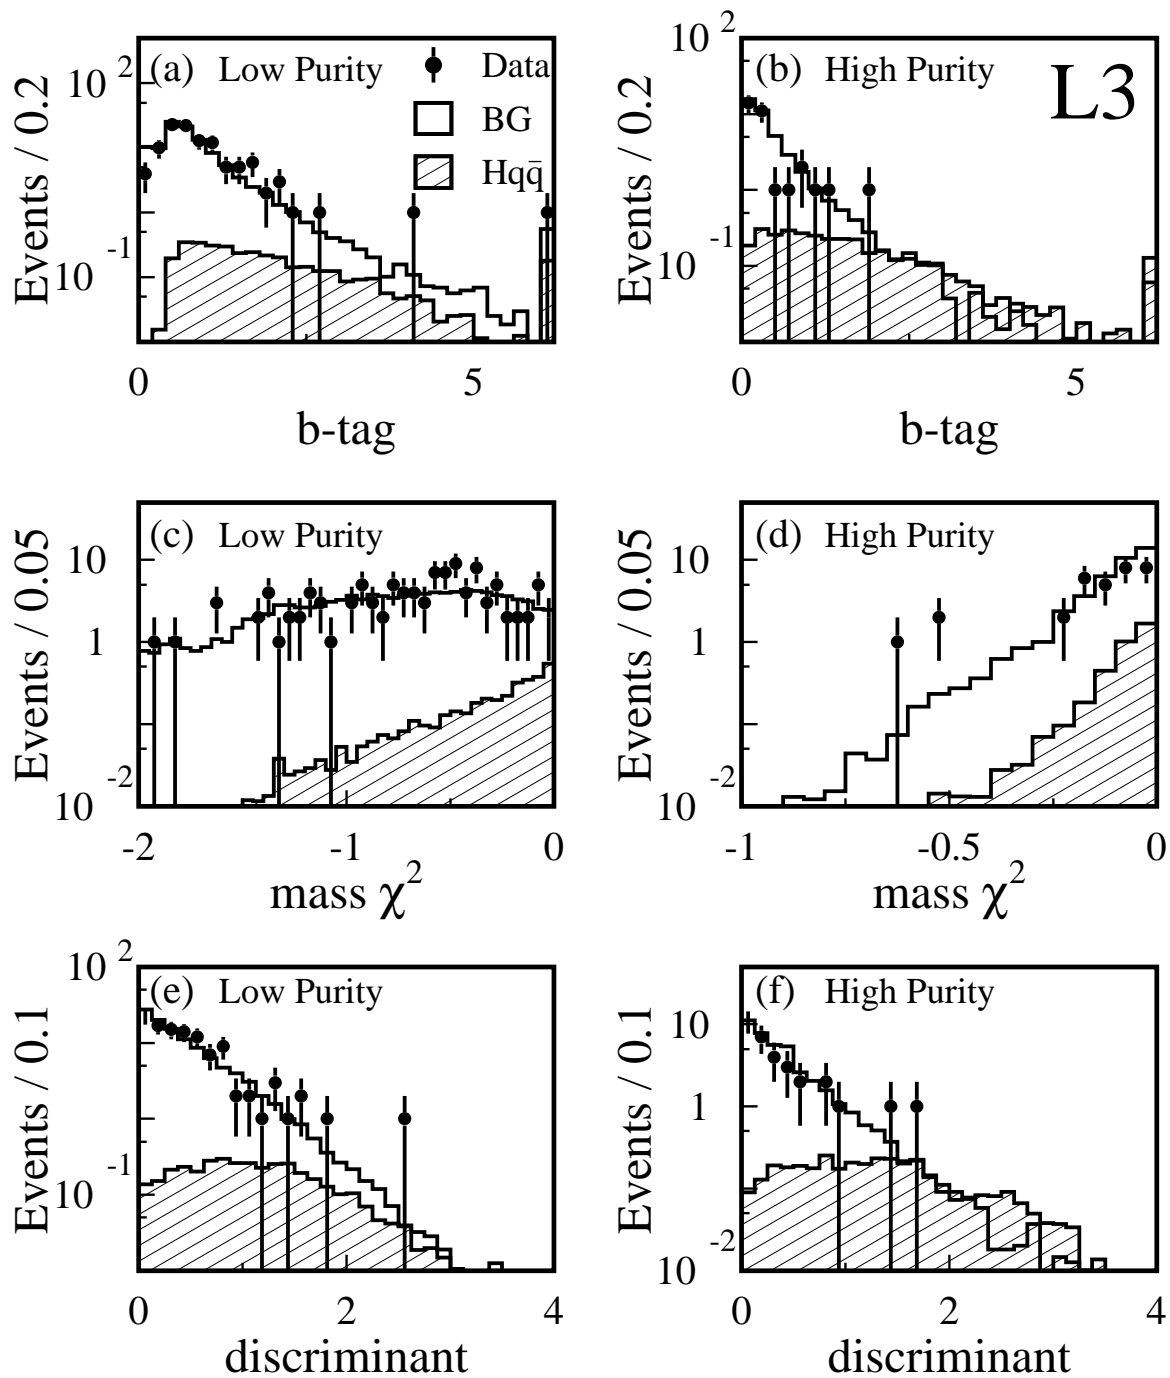 (a) Low Purity
Data
BG
Hqq̄
Events / 0.2
10 2
10 -1
0 5
b-tag
(b) High Purity
L3
Events / 0.2
10 2
10 -1
0 5
b-tag
(c) Low Purity
Events / 0.05
10
1
10 -2
-2 -1 0
mass χ2
(d) High Purity
Events / 0.05
10
1
10 -2
-1 -0.5 0
mass χ2
(e) Low Purity
Events / 0.1
10 2
10 -1
0 2 4
discriminant
(f) High Purity
Events / 0.1
10
1
10 -2
0 2 4
discriminant